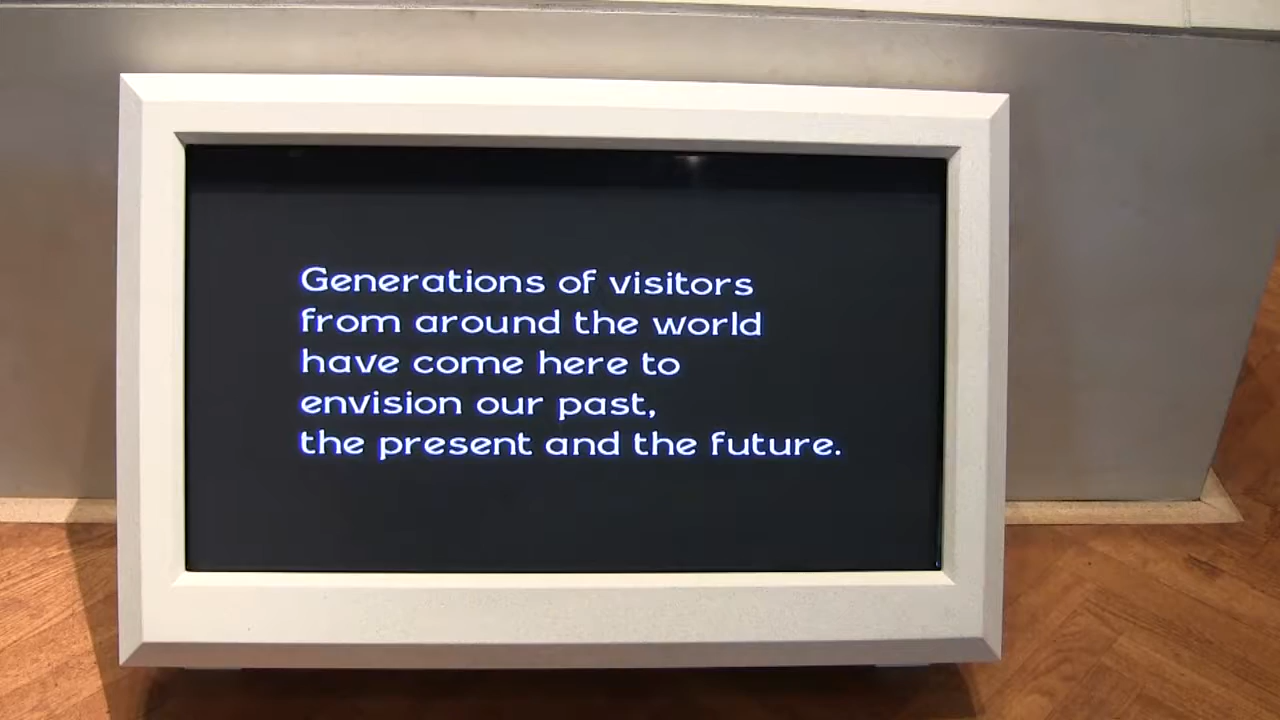 Generations of visitors
from around the world
have come here to
envision our past,
the present and the future.